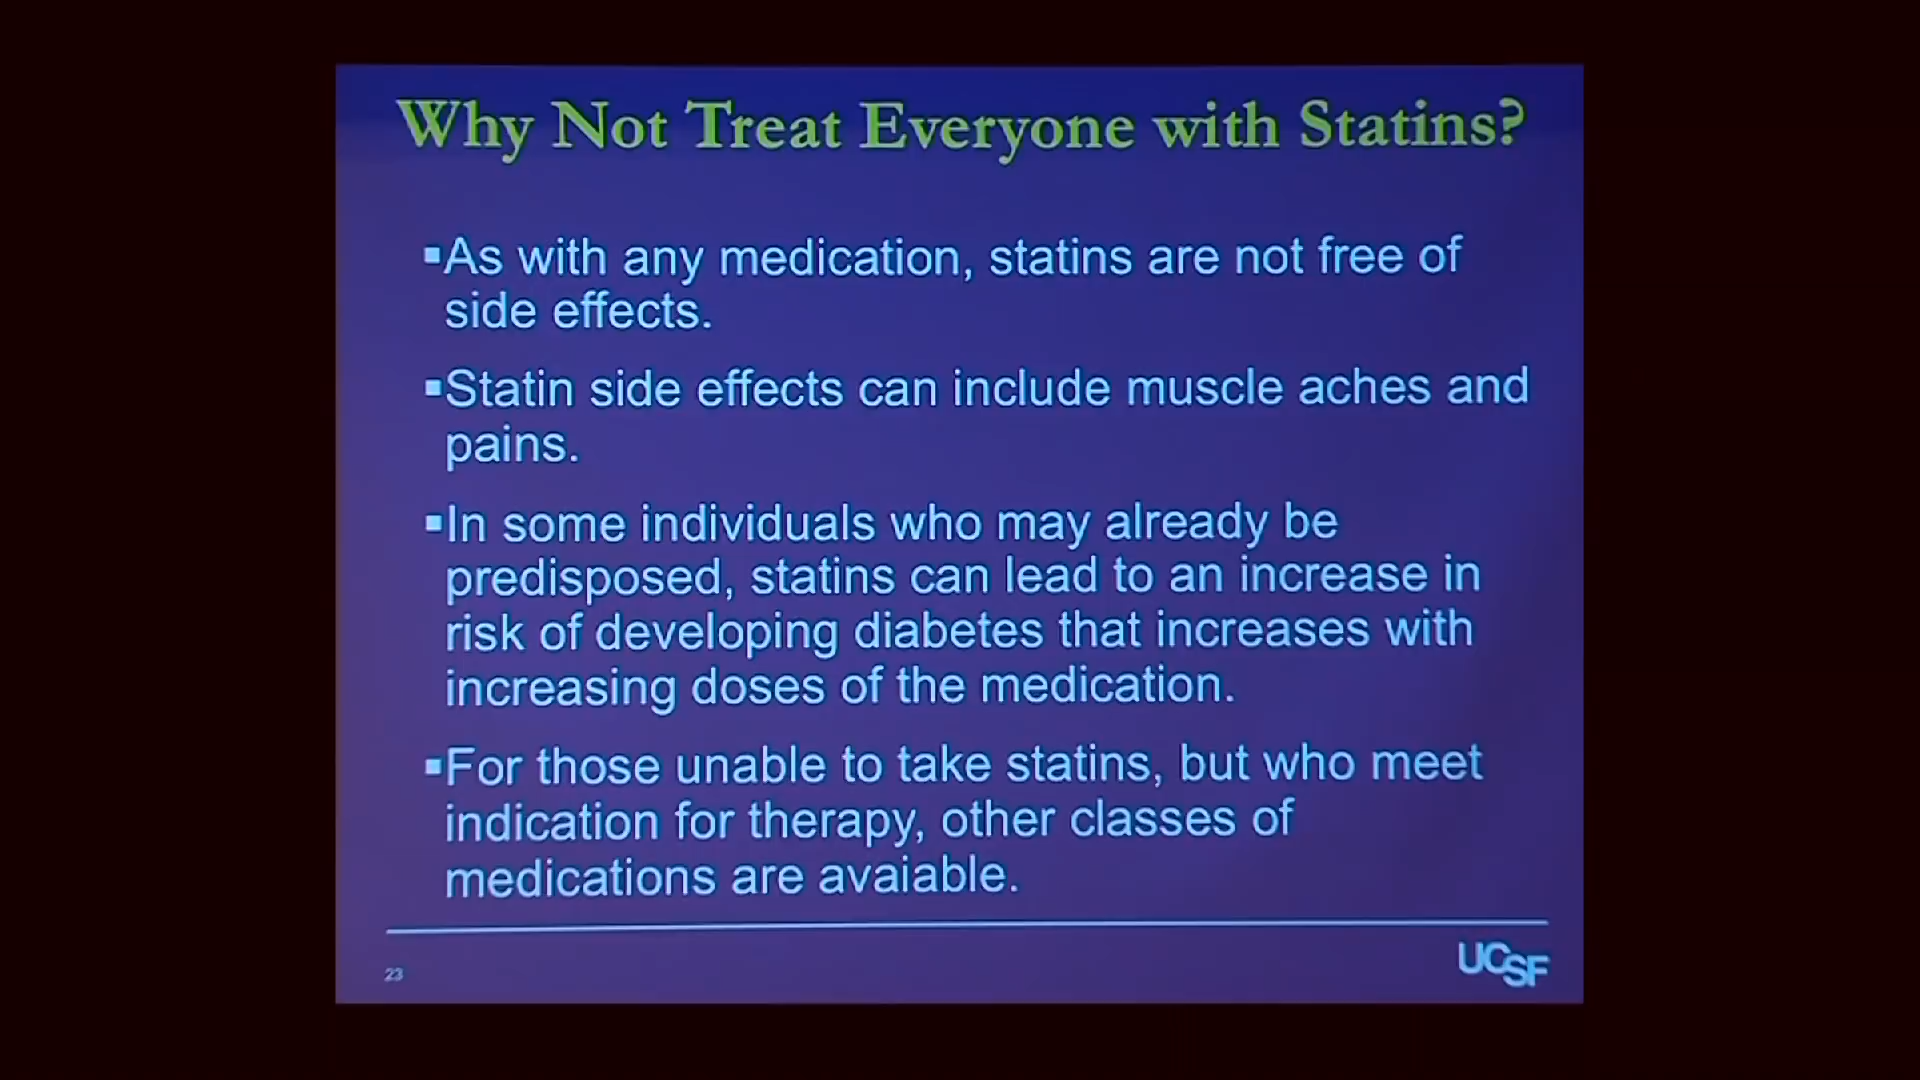 Why Not Treat Everyone with Statins?
▪As with any medication, statins are not free of
side effects.
▪Statin side effects can include muscle aches and
pains.
▪In some individuals who may already be
predisposed, statins can lead to an increase in
risk of developing diabetes that increases with
increasing doses of the medication.
▪For those unable to take statins, but who meet
indication for therapy, other classes of
medications are avaiable.
23
UCSF